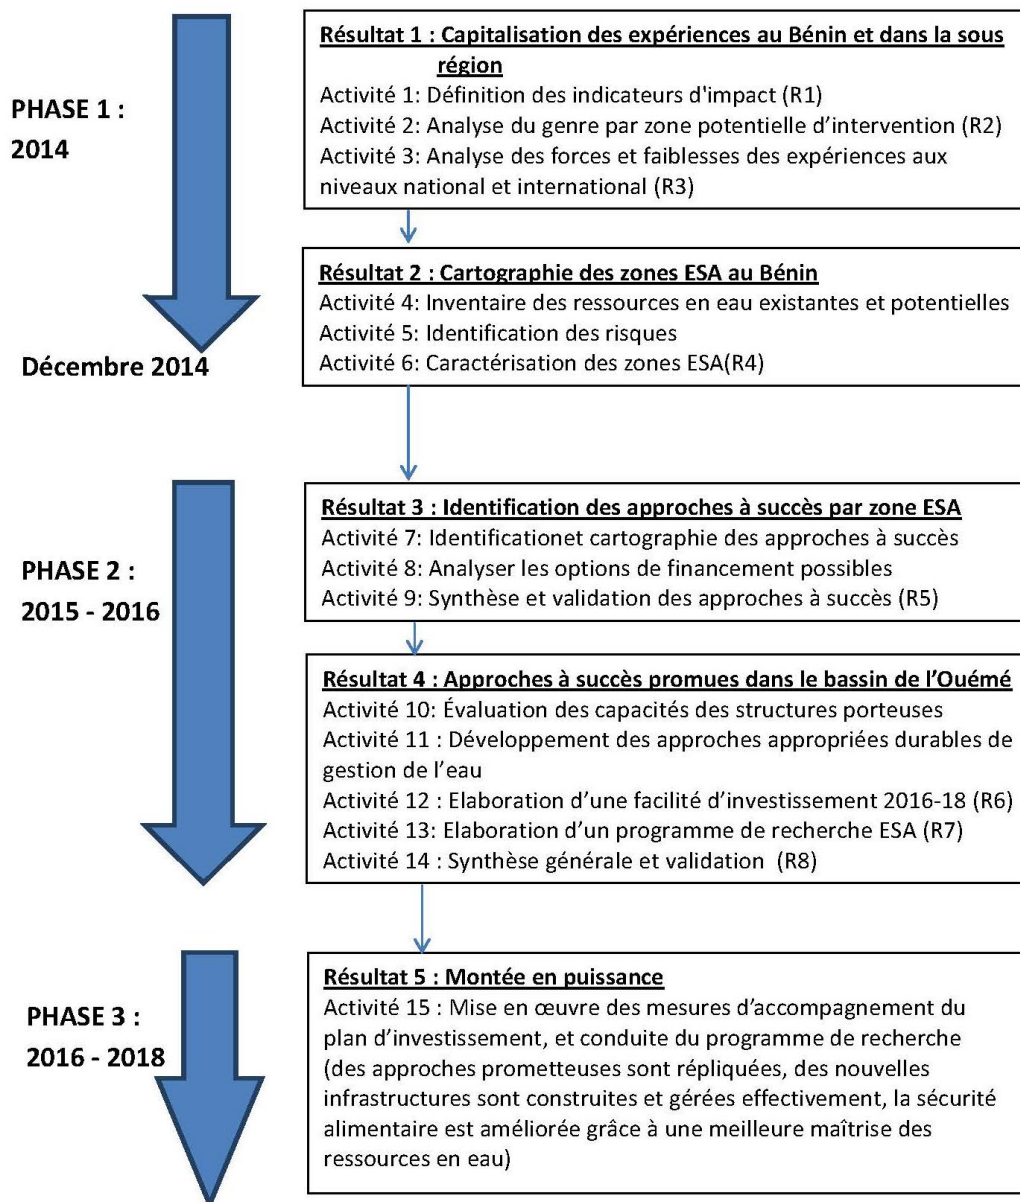 PHASE 1 :
2014
Décembre 2014
Résultat 1 : Capitalisation des expériences au Bénin et dans la sous
région
Activité 1: Définition des indicateurs d'impact (R1)
Activité 2: Analyse du genre par zone potentielle d’intervention (R2)
Activité 3: Analyse des forces et faiblesses des expériences aux
niveaux national et international (R3)
Résultat 2 : Cartographie des zones ESA au Bénin
Activité 4: Inventaire des ressources en eau existantes et potentielles
Activité 5: Identification des risques
Activité 6: Caractérisation des zones ESA(R4)
PHASE 2 :
2015 - 2016
Résultat 3 : Identification des approches à succès par zone ESA
Activité 7: Identificationet cartographie des approches à succès
Activité 8: Analyser les options de financement possibles
Activité 9: Synthèse et validation des approches à succès (R5)
Résultat 4 : Approches à succès promues dans le bassin de l’Ouémé
Activité 10: Évaluation des capacités des structures porteuses
Activité 11 : Développement des approches appropriées durables de
gestion de l’eau
Activité 12 : Elaboration d’une facilité d’investissement 2016-18 (R6)
Activité 13: Elaboration d’un programme de recherche ESA (R7)
Activité 14 : Synthèse générale et validation (R8)
PHASE 3 :
2016 - 2018
Résultat 5 : Montée en puissance
Activité 15 : Mise en œuvre des mesures d’accompagnement du
plan d’investissement, et conduite du programme de recherche
(des approches prometteuses sont répliquées, des nouvelles
infrastructures sont construites et gérées effectivement, la sécurité
alimentaire est améliorée grâce à une meilleure maîtrise des
ressources en eau)